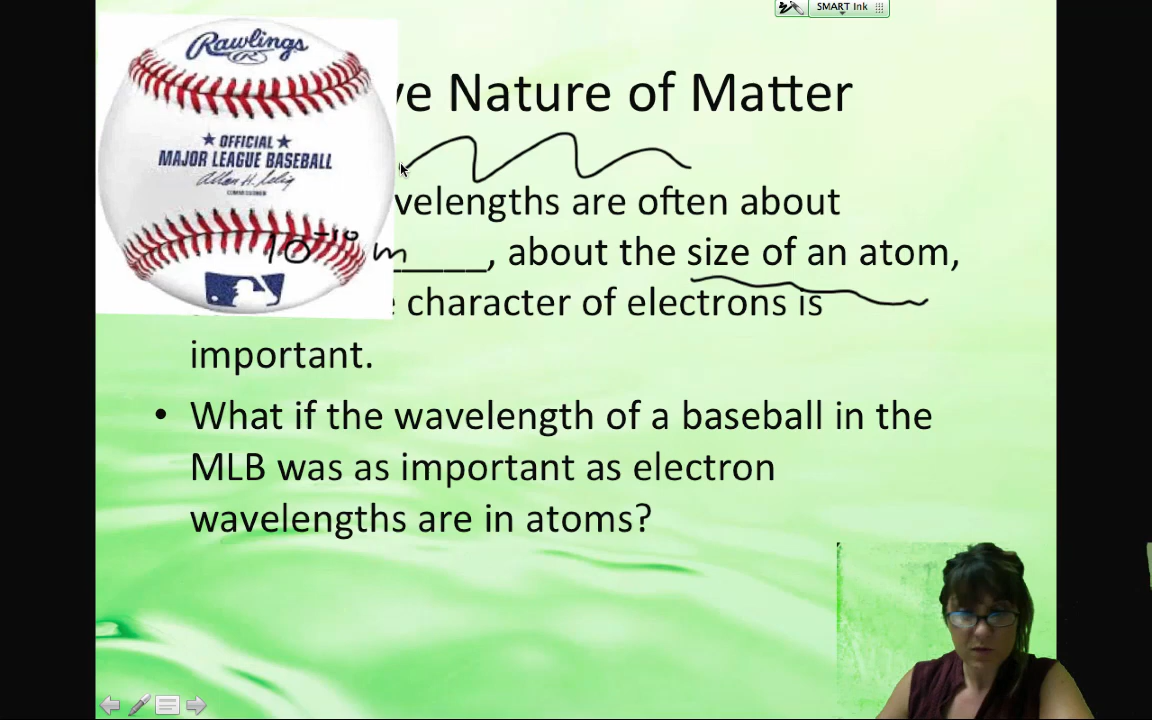 SMART Ink
Rawlings
R
ve Nature of Matter
★ OFFICIAL ★
MAJOR LEAGUE BASEBALL
velengths are often about
10⁻¹⁰ m_____, about the size of an atom,
character of electrons is
important.
• What if the wavelength of a baseball in the
MLB was as important as electron
wavelengths are in atoms?